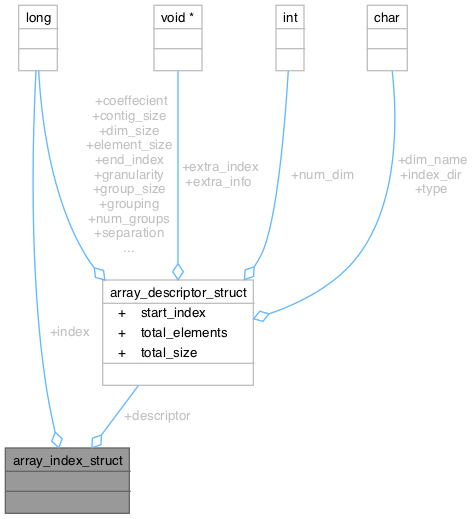 long
void *
int
char
+coeffecient
+contig_size
+dim_size
+element_size
+end_index
+granularity
+group_size
+grouping
+num_groups
+separation
...
+extra_index
+extra_info
+num_dim
+dim_name
+index_dir
+type
array_descriptor_struct
+ start_index
+ total_elements
+ total_size
+index
+descriptor
array_index_struct